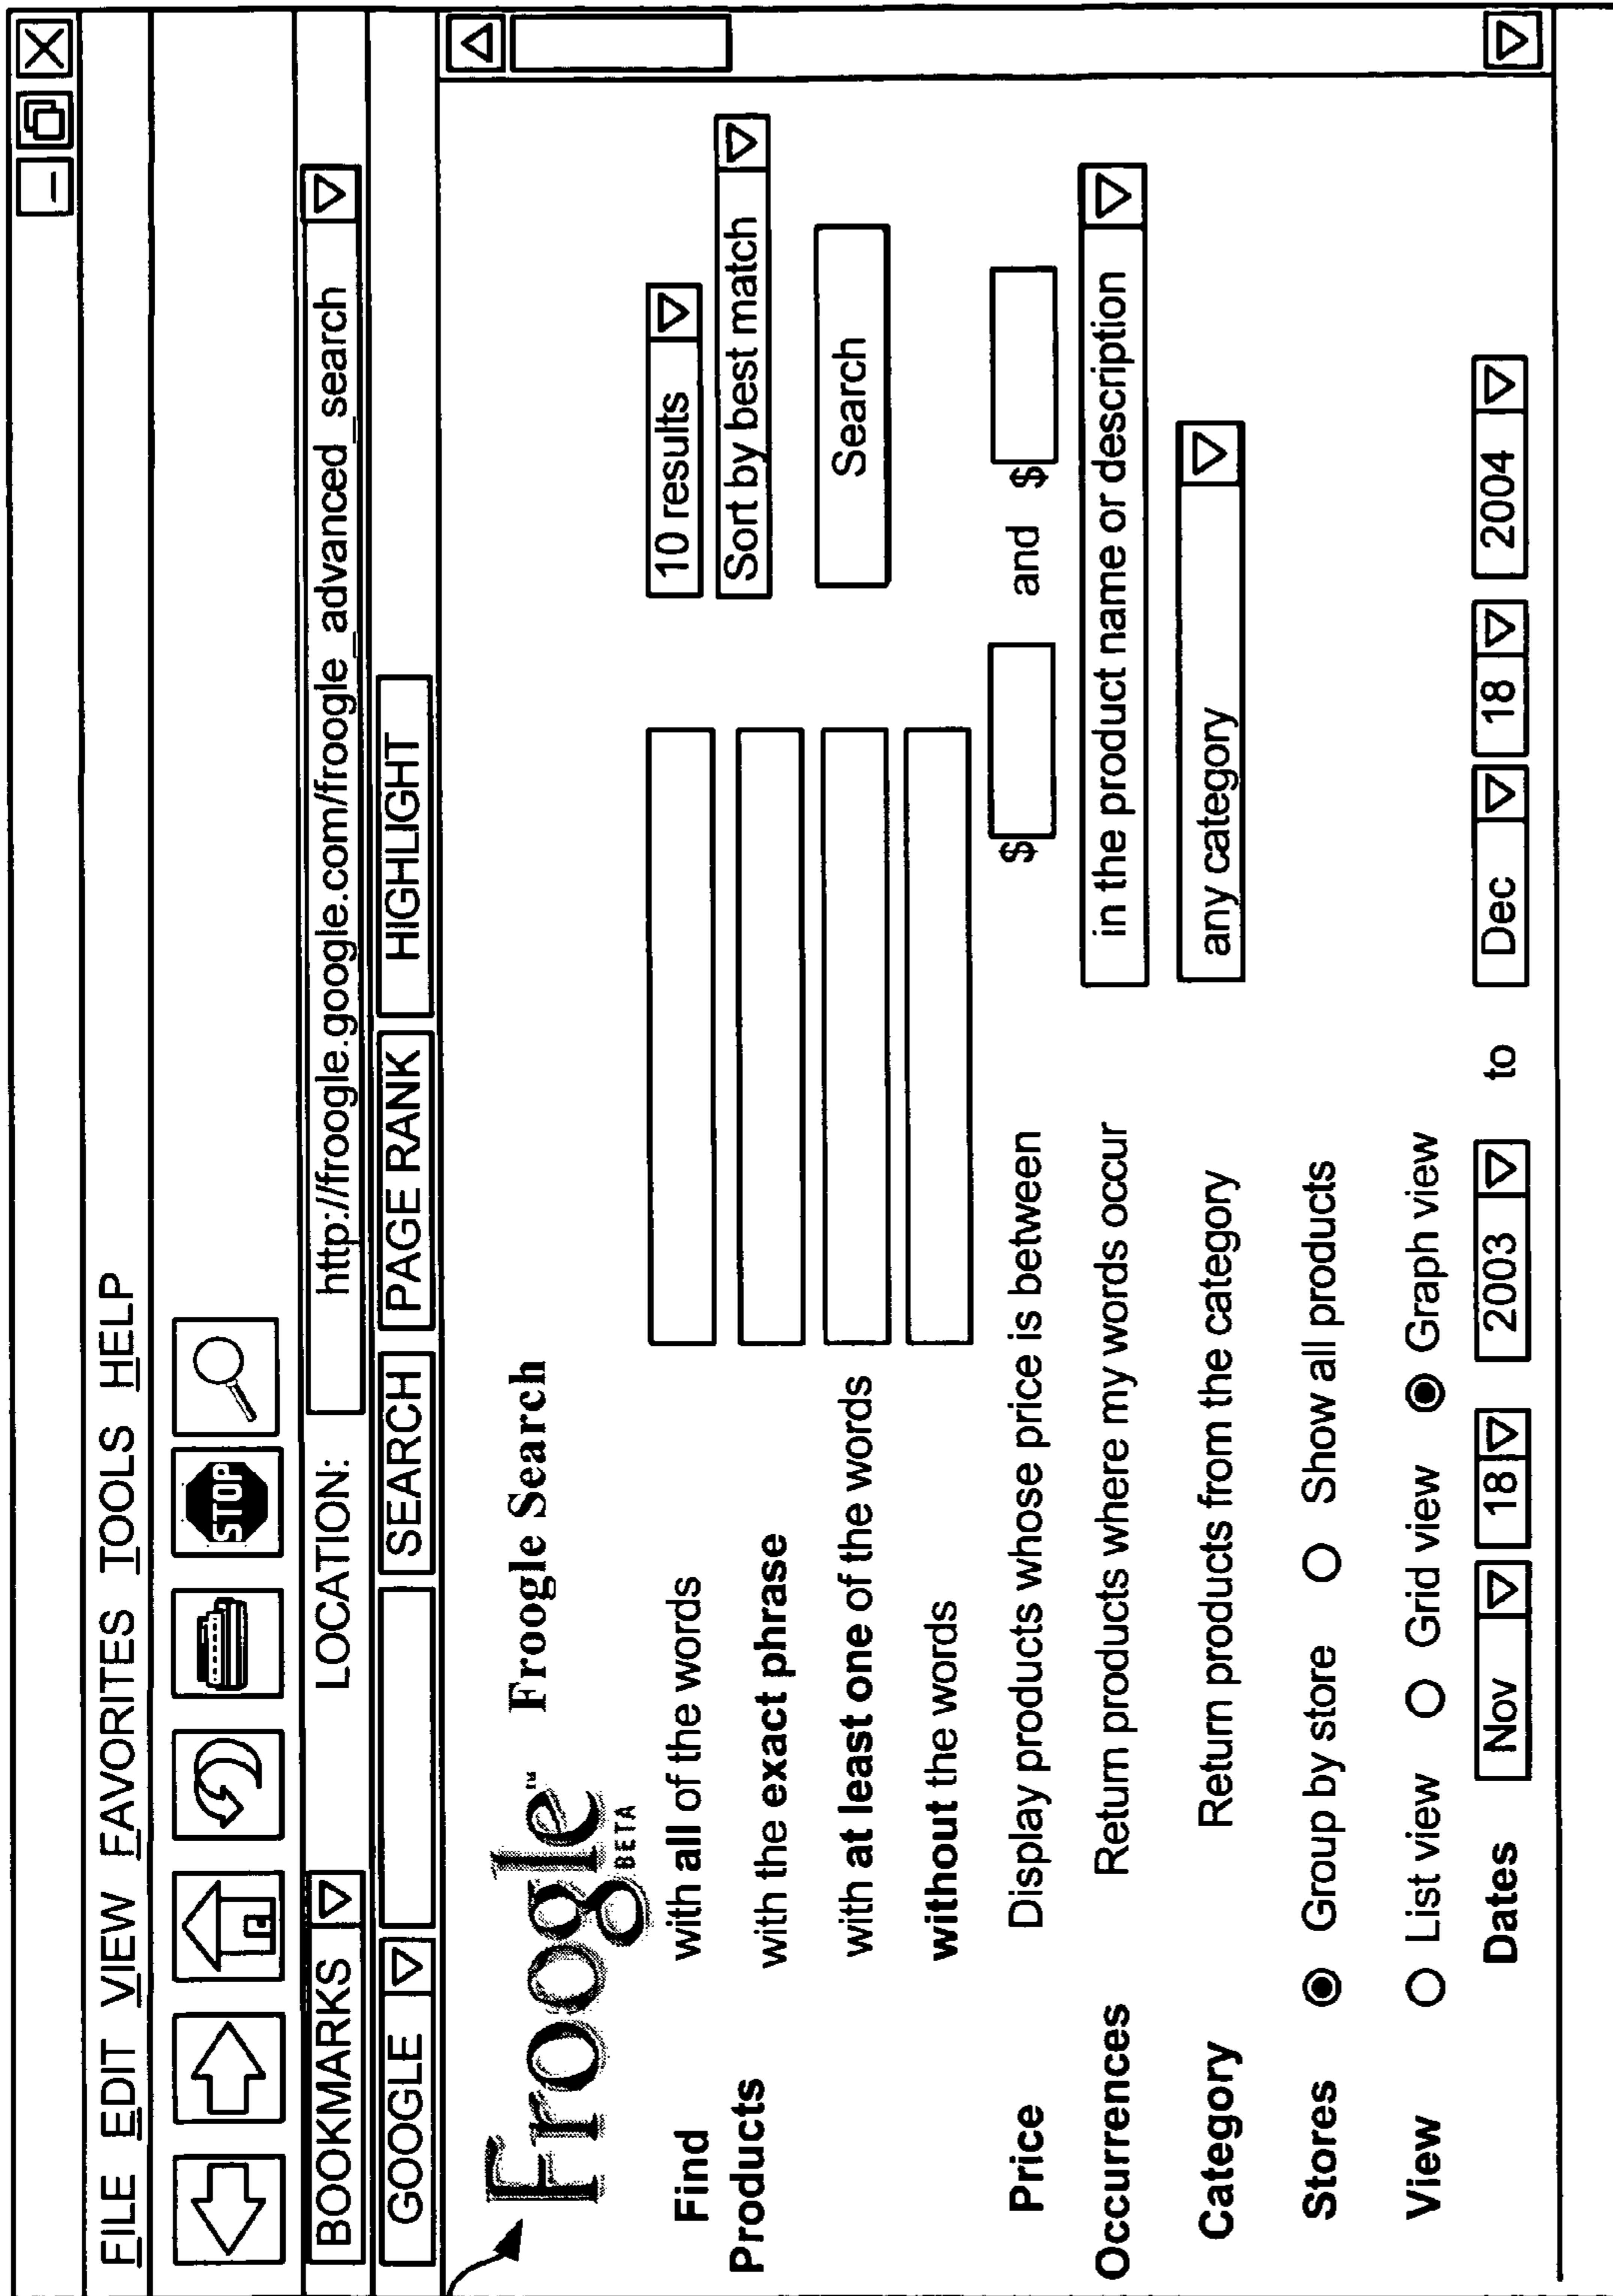 FILE EDIT VIEW FAVORITES TOOLS HELP
STOP
BOOKMARKS LOCATION: http://froogle.google.com/froogle_advanced_search
GOOGLE SEARCH PAGE RANK HIGHLIGHT
Froogle™ BETA Froogle Search
Find Products
with all of the words 10 results
with the exact phrase Sort by best match
with at least one of the words Search
without the words
Price Display products whose price is between $ and $
Occurrences Return products where my words occur in the product name or description
Category Return products from the category any category
Stores Group by store Show all products
View List view Grid view Graph view
Dates Nov 18 2003 to Dec 18 2004